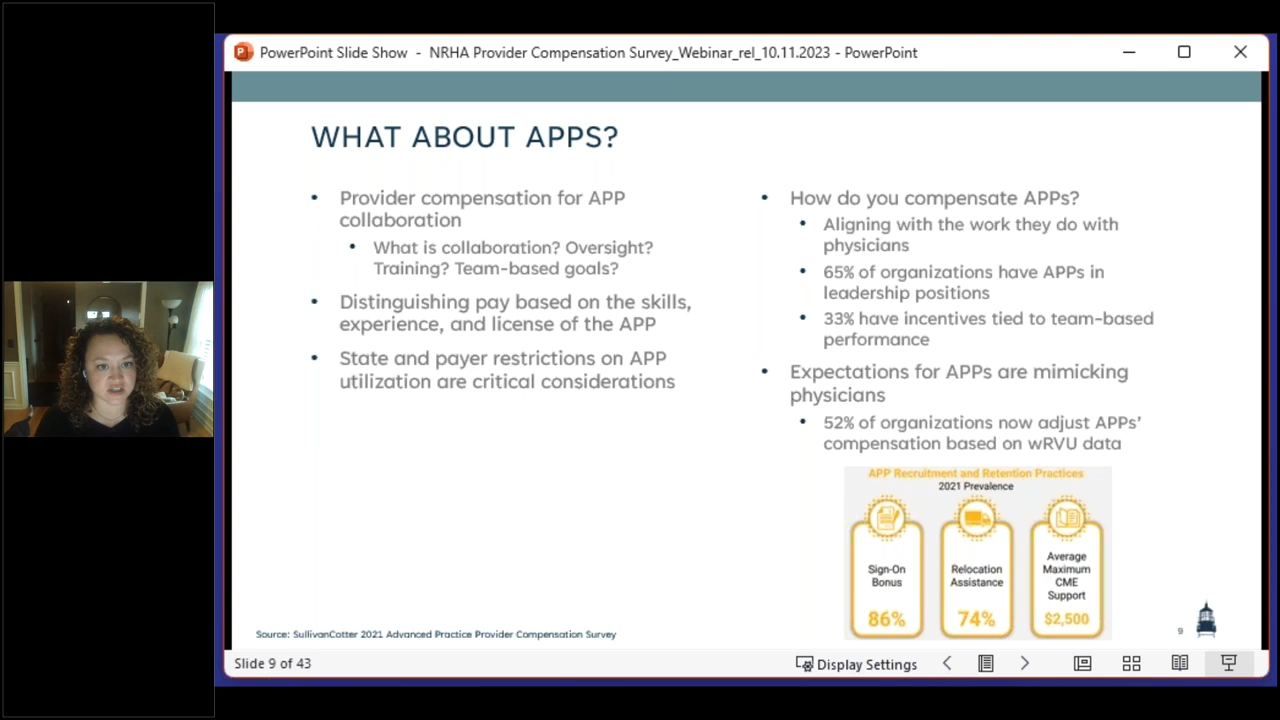 PowerPoint Slide Show - NRHA Provider Compensation Survey_Webinar_rel_10.11.2023 - PowerPoint
WHAT ABOUT APPS?
• Provider compensation for APP
collaboration
• What is collaboration? Oversight?
Training? Team-based goals?
• Distinguishing pay based on the skills,
experience, and license of the APP
• State and payer restrictions on APP
utilization are critical considerations
• How do you compensate APPs?
• Aligning with the work they do with
physicians
• 65% of organizations have APPs in
leadership positions
• 33% have incentives tied to team-based
performance
• Expectations for APPs are mimicking
physicians
• 52% of organizations now adjust APPs’
compensation based on wRVU data
APP Recruitment and Retention Practices
2021 Prevalence
Sign-On
Bonus
86%
Relocation
Assistance
74%
Average
Maximum
CME
Support
$2,500
Source: SullivanCotter 2021 Advanced Practice Provider Compensation Survey
9
Slide 9 of 43
Display Settings